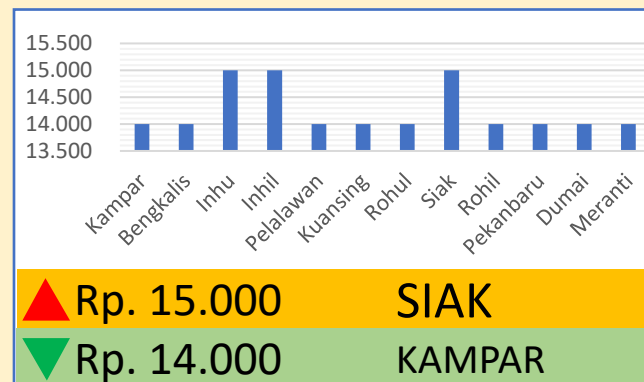 15.500
15.000
14.500
14.000
13.500
Kampar
Bengkalis
Inhu
Inhil
Pelalawan
Kuansing
Rohul
Siak
Rohil
Pekanbaru
Dumai
Meranti
Rp. 15.000 SIAK
Rp. 14.000 KAMPAR